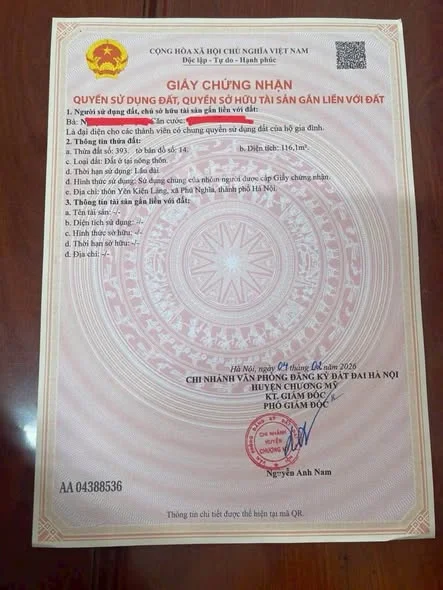 CỘNG HÒA XÃ HỘI CHỦ NGHĨA VIỆT NAM
Độc lập - Tự do - Hạnh phúc
GIẤY CHỨNG NHẬN
QUYỀN SỬ DỤNG ĐẤT, QUYỀN SỞ HỮU TÀI SẢN GẮN LIỀN VỚI ĐẤT
1. Người sử dụng đất, chủ sở hữu tài sản gắn liền với đất:
Bà: N Căn cước:
Là đại diện cho các thành viên có chung quyền sử dụng đất của hộ gia đình.
2. Thông tin thửa đất:
a. Thửa đất số: 393, tờ bản đồ số: 14. b. Diện tích: 116,1m².
c. Loại đất: Đất ở tại nông thôn.
d. Thời hạn sử dụng: Lâu dài.
đ. Hình thức sử dụng: Sử dụng chung của nhóm người được cấp Giấy chứng nhận.
e. Địa chỉ: thôn Yên Kiện Làng, xã Phú Nghĩa, thành phố Hà Nội.
3. Thông tin tài sản gắn liền với đất:
a. Tên tài sản: -/-
b. Diện tích sử dụng: -/-
c. Hình thức sở hữu: -/-
d. Thời hạn sở hữu: -/-
đ. Địa chỉ: -/-
Hà Nội, ngày 04 tháng năm 2026
CHI NHÁNH VĂN PHÒNG ĐĂNG KÝ ĐẤT ĐAI HÀ NỘI
HUYỆN CHƯƠNG MỸ
KT. GIÁM ĐỐC
PHÓ GIÁM ĐỐC
CHI NHÁNH
HUYỆN
CHƯƠNG
Nguyễn Anh Nam
AA 04388536
Thông tin chi tiết được thể hiện tại mã QR.